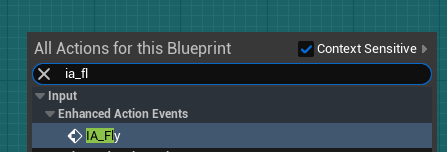 All Actions for this Blueprint
Context Sensitive
ia_fl
Input
Enhanced Action Events
IA_Fly